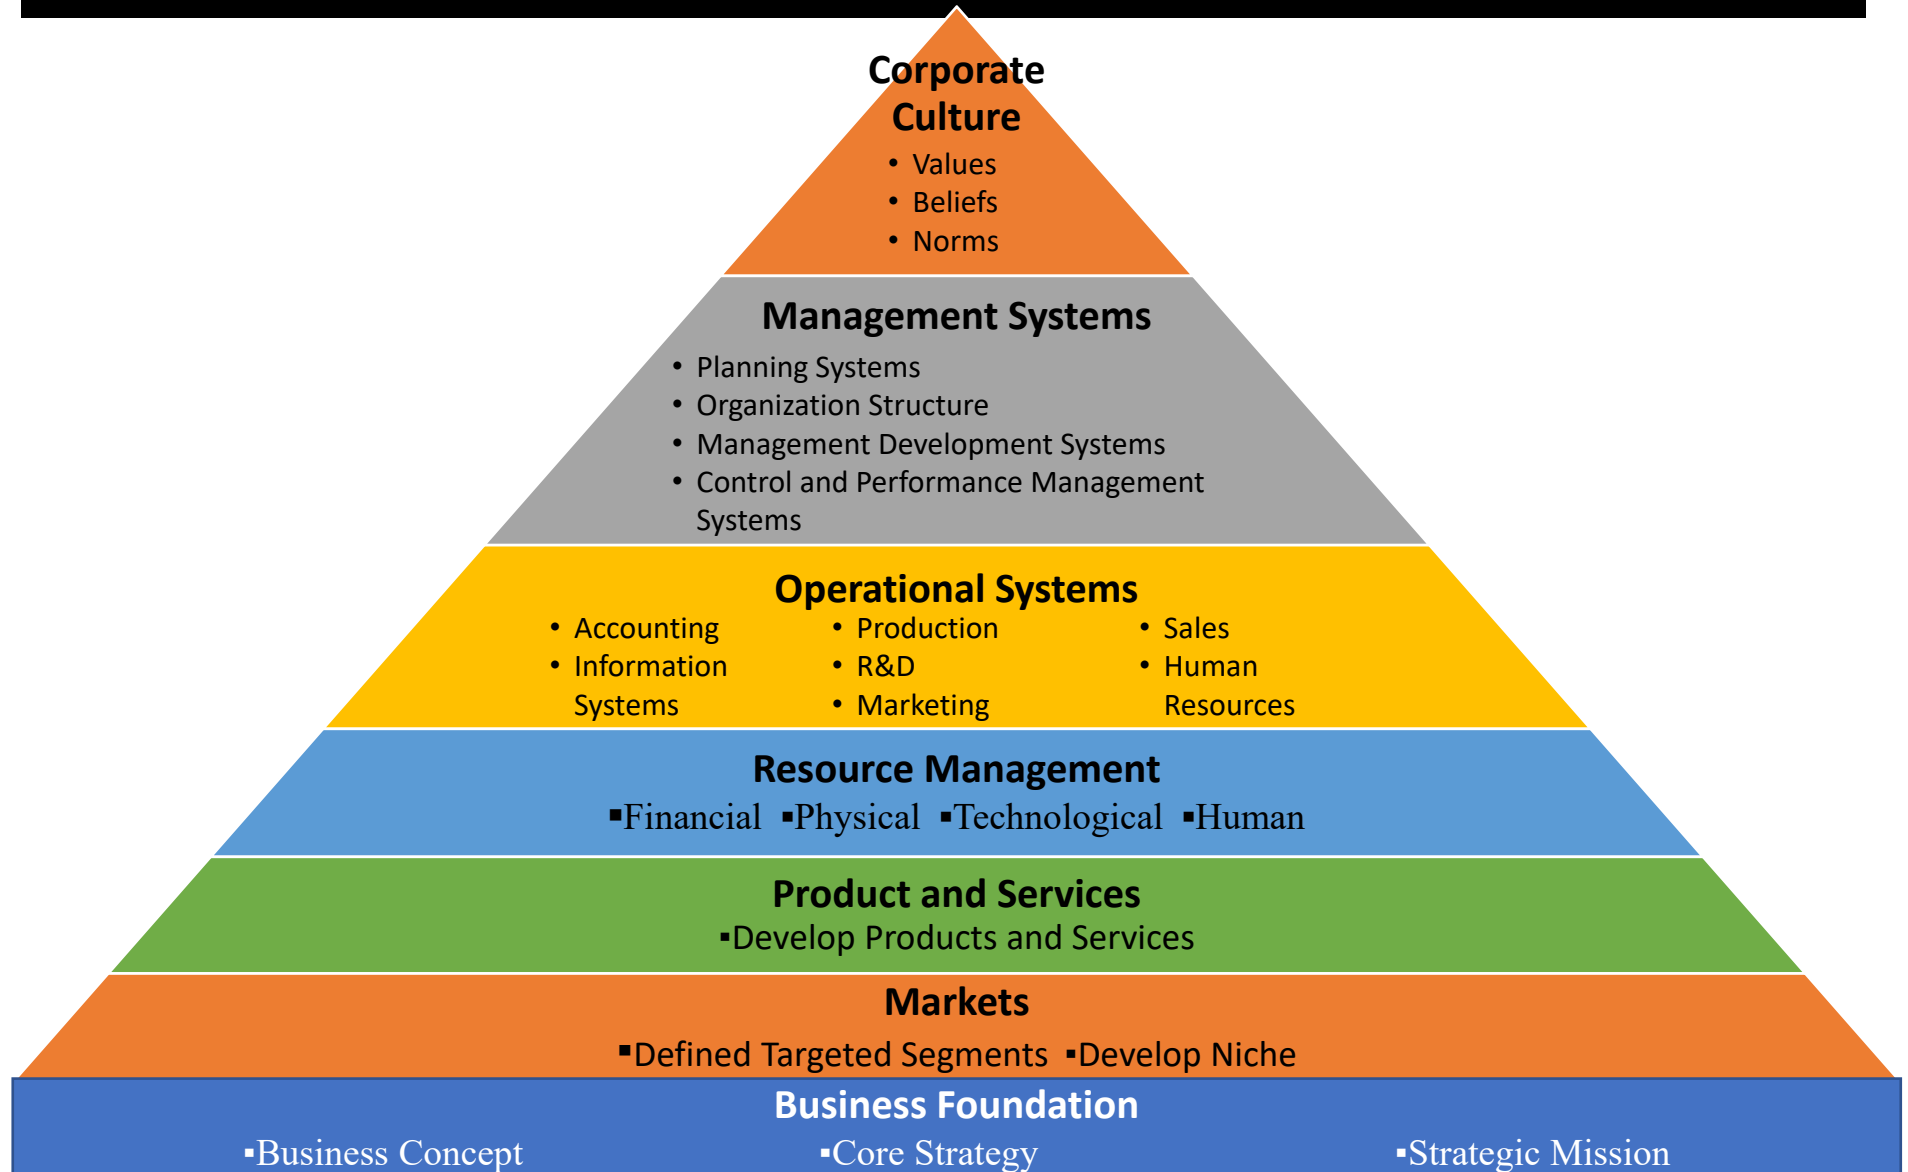 Corporate
Culture
• Values
• Beliefs
• Norms
Management Systems
• Planning Systems
• Organization Structure
• Management Development Systems
• Control and Performance Management
Systems
Operational Systems
• Accounting
• Information
Systems
• Production
• R&D
• Marketing
• Sales
• Human
Resources
Resource Management
▪Financial ▪Physical ▪Technological ▪Human
Product and Services
▪Develop Products and Services
Markets
▪Defined Targeted Segments ▪Develop Niche
Business Foundation
▪Business Concept ▪Core Strategy ▪Strategic Mission